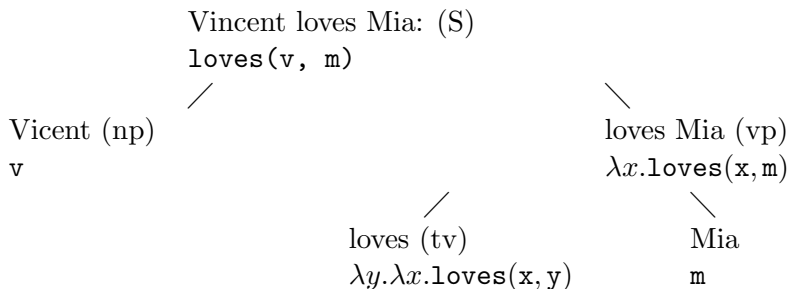 Vincent loves Mia: (S)
loves(v, m)
Vicent (np)
loves Mia (vp)
v
λx.loves(x,m)
loves (tv)
Mia
λy.λx.loves(x,y)
m